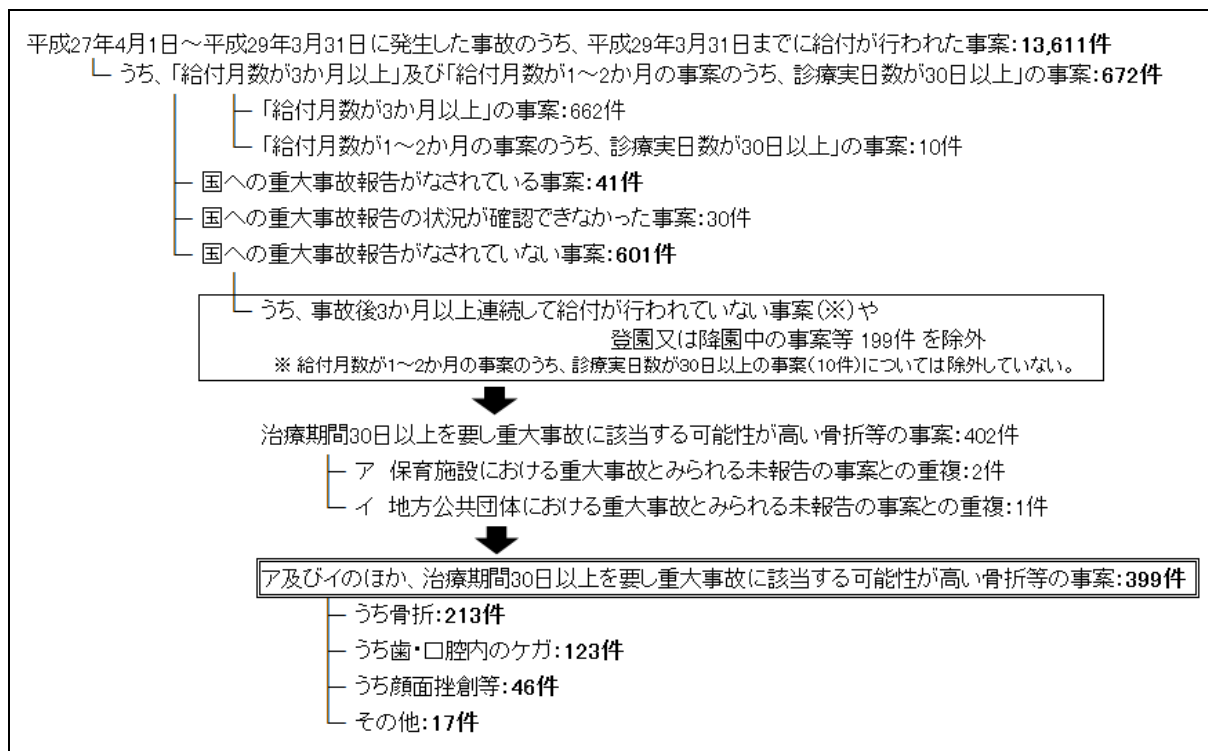 平成27年4月1日～平成29年3月31日に発生した事故のうち、平成29年3月31日までに給付が行われた事案：13,611件
うち、「給付月数が3か月以上」及び「給付月数が1～2か月の事案のうち、診療実日数が30日以上」の事案：672件
「給付月数が3か月以上」の事案：662件
「給付月数が1～2か月の事案のうち、診療実日数が30日以上」の事案：10件
国への重大事故報告がなされている事案：41件
国への重大事故報告の状況が確認できなかった事案：30件
国への重大事故報告がなされていない事案：601件
うち、事故後3か月以上連続して給付が行われていない事案（※）や
登園又は降園中の事案等 199件 を除外
※ 給付月数が1～2か月の事案のうち、診療実日数が30日以上の事案（10件）については除外していない。
治療期間30日以上を要し重大事故に該当する可能性が高い骨折等の事案：402件
ア 保育施設における重大事故とみられる未報告の事案との重複：2件
イ 地方公共団体における重大事故とみられる未報告の事案との重複：1件
ア及びイのほか、治療期間30日以上を要し重大事故に該当する可能性が高い骨折等の事案：399件
うち骨折：213件
うち歯・口腔内のケガ：123件
うち顔面挫創等：46件
その他：17件